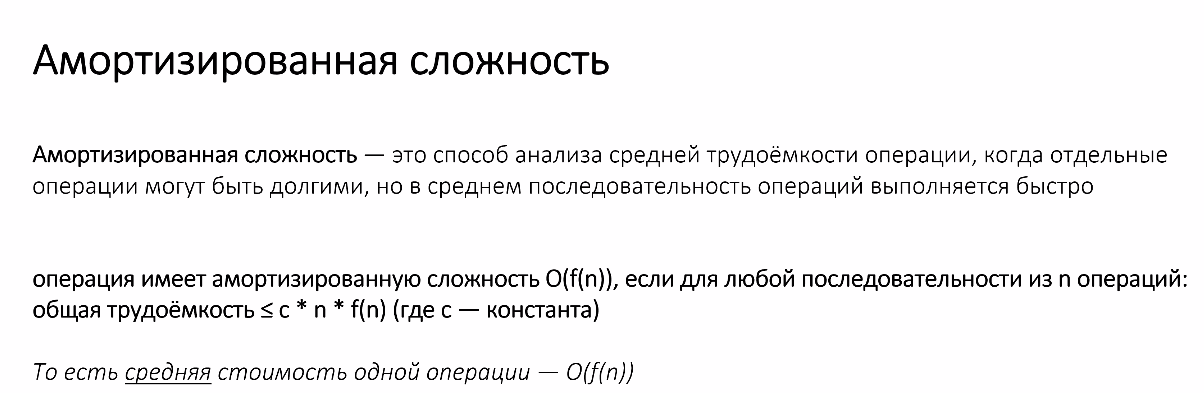 Амортизированная сложность
Амортизированная сложность — это способ анализа средней трудоёмкости операции, когда отдельные
операции могут быть долгими, но в среднем последовательность операций выполняется быстро
операция имеет амортизированную сложность O(f(n)), если для любой последовательности из n операций:
общая трудоёмкость ≤ c * n * f(n) (где c — константа)
То есть средняя стоимость одной операции — O(f(n))